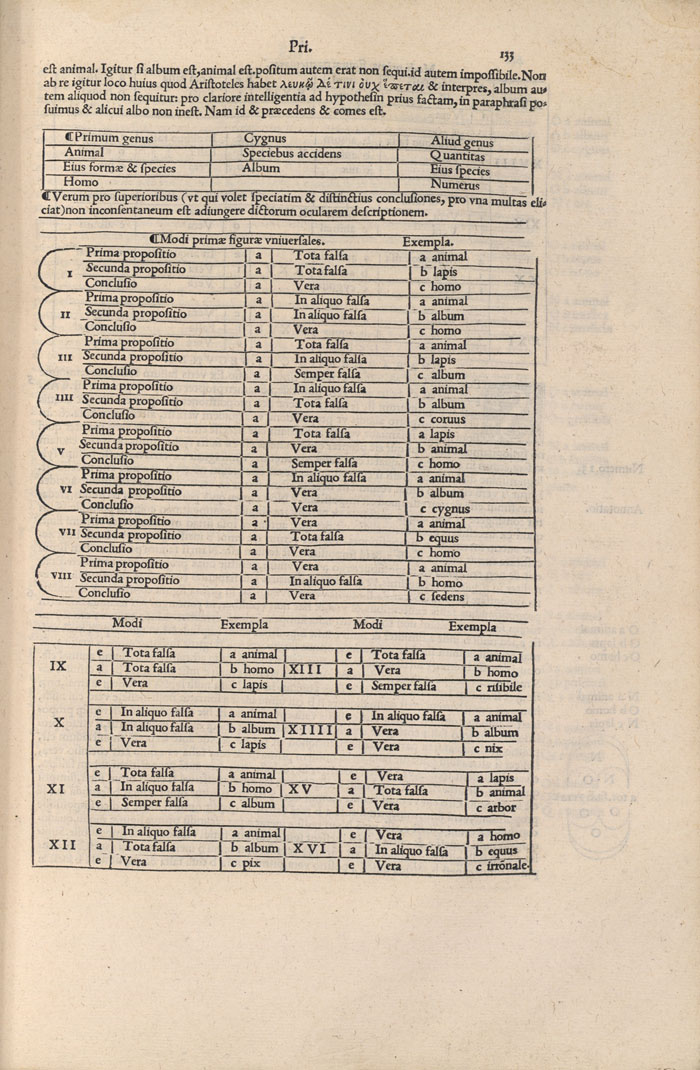 Pri.
133
est animal. Igitur si album est,animal est.positum autem erat non sequi.id autem impossibile.Non
ab re igitur loco huius quod Aristoteles habet λευκῷ δέ τινι οὐχ ἕπεται & interpres, album au-
tem aliquod non sequitur: pro clariore intelligentia ad hypothesin prius factam, in paraphrasi po-
suimus & alicui albo non inest. Nam id & præcedens & comes est.
¶Primum genus Cygnus Aliud genus
Animal Speciebus accidens Quantitas
Eius formæ & species Album Eius species
Homo Numerus
¶Verum pro superioribus (vt qui volet speciatim & distinctius conclusiones, pro vna multas eli-
ciat)non inconsentaneum est adiungere dictorum ocularem descriptionem.
¶Modi primæ figuræ vniuersales. Exempla.
Prima propositio a Tota falsa a animal
I Secunda propositio a Tota falsa b lapis
Conclusio a Vera c homo
Prima propositio a In aliquo falsa a animal
II Secunda propositio a In aliquo falsa b album
Conclusio a Vera c homo
Prima propositio a Tota falsa a animal
III Secunda propositio a In aliquo falsa b lapis
Conclusio a Semper falsa c album
Prima propositio a In aliquo falsa a animal
IIII Secunda propositio a Tota falsa b album
Conclusio a Vera c coruus
Prima propositio a Tota falsa a lapis
V Secunda propositio a Vera b animal
Conclusio a Semper falsa c homo
Prima propositio a In aliquo falsa a animal
VI Secunda propositio a Vera b album
Conclusio a Vera c cygnus
Prima propositio a Vera a animal
VII Secunda propositio a Tota falsa b equus
Conclusio a Vera c homo
Prima propositio a Vera a animal
VIII Secunda propositio a In aliquo falsa b homo
Conclusio a Vera c sedens
Modi Exempla Modi Exempla
e Tota falsa a animal e Tota falsa a animal
IX a Tota falsa b homo XIII a Vera b homo
e Vera c lapis e Semper falsa c risibile
e In aliquo falsa a animal e In aliquo falsa a animal
X a In aliquo falsa b album XIIII a Vera b album
e Vera c lapis e Vera c nix
e Tota falsa a animal e Vera a lapis
XI a In aliquo falsa b homo XV a Tota falsa b animal
e Semper falsa c album e Vera c arbor
e In aliquo falsa a animal e Vera a homo
XII a Tota falsa b album XVI a In aliquo falsa b equus
e Vera c pix e Vera c irrõnale.